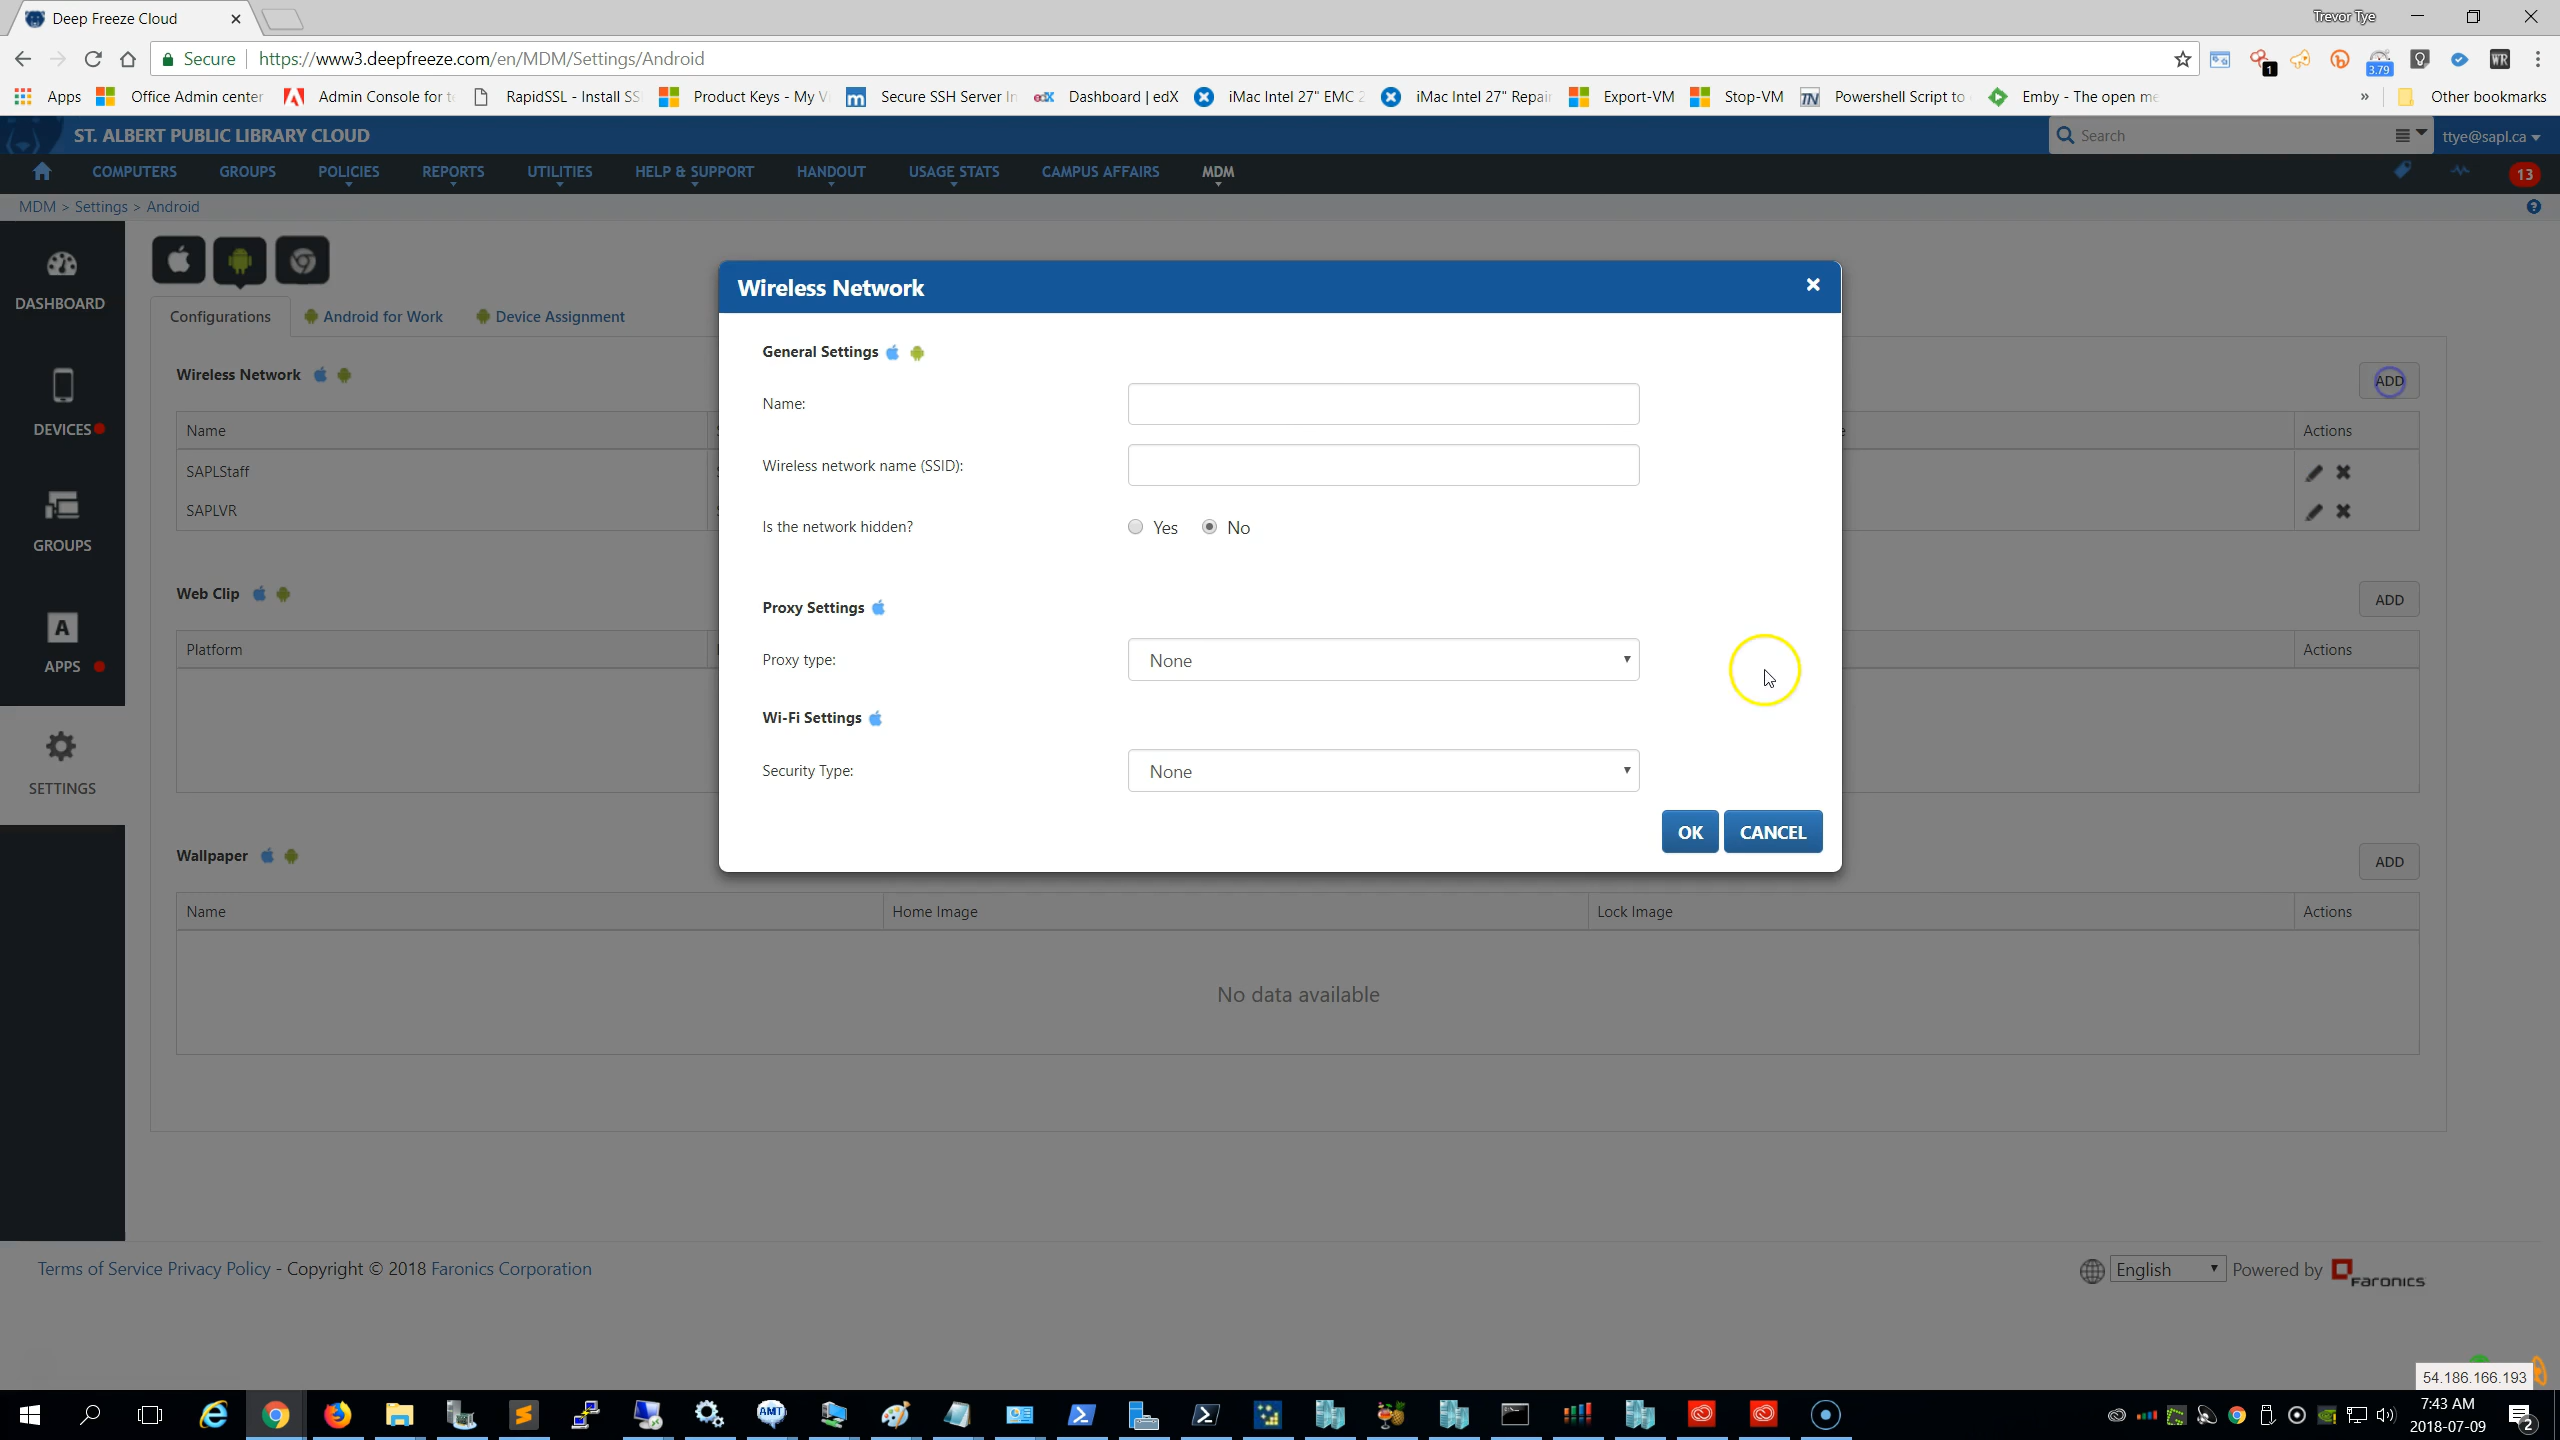 Deep Freeze Cloud
Trevor Tye
Secure https://www3.deepfreeze.com/en/MDM/Settings/Android
1
3.79
WR
Apps Office Admin center Admin Console for t RapidSSL - Install SS Product Keys - My V Secure SSH Server In edX Dashboard | edX iMac Intel 27" EMC 2 iMac Intel 27" Repair Export-VM Stop-VM TN Powershell Script to Emby - The open me » Other bookmarks
ST. ALBERT PUBLIC LIBRARY CLOUD
Search
ttye@sapl.ca
COMPUTERS GROUPS POLICIES REPORTS UTILITIES HELP & SUPPORT HANDOUT USAGE STATS CAMPUS AFFAIRS MDM
13
MDM > Settings > Android
DASHBOARD
DEVICES
GROUPS
A
APPS
SETTINGS
Configurations Android for Work Device Assignment
Wireless Network
ADD
Name
Actions
SAPLStaff
SAPLVR
Web Clip
ADD
Platform
Actions
Wallpaper
ADD
Name Home Image Lock Image Actions
No data available
Wireless Network
General Settings
Name:
Wireless network name (SSID):
Is the network hidden? Yes No
Proxy Settings
Proxy type: None
Wi-Fi Settings
Security Type: None
OK CANCEL
Terms of Service Privacy Policy - Copyright © 2018 Faronics Corporation
English Powered by Faronics
54.186.166.193
AMT
7:43 AM
2018-07-09
2